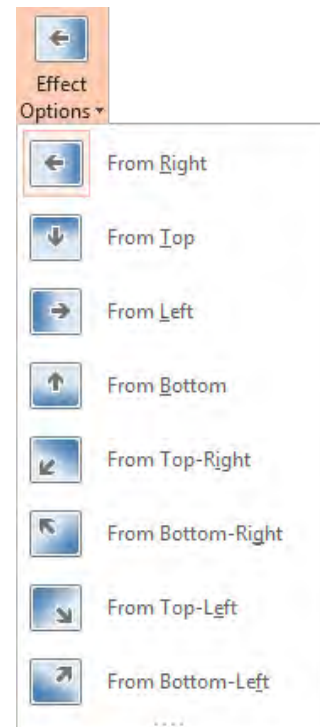 Effect
Options
From Right
From Top
From Left
From Bottom
From Top-Right
From Bottom-Right
From Top-Left
From Bottom-Left